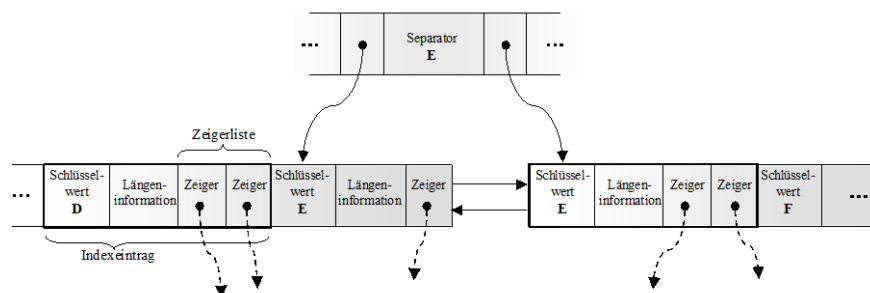 ... Separator ...
E
Zeigerliste
... Schlüssel-wert D Längen-information Zeiger Zeiger Schlüssel-wert E Längen-information Zeiger Schlüssel-wert E Längen-information Zeiger Zeiger Schlüssel-wert F ...
Indexeintrag